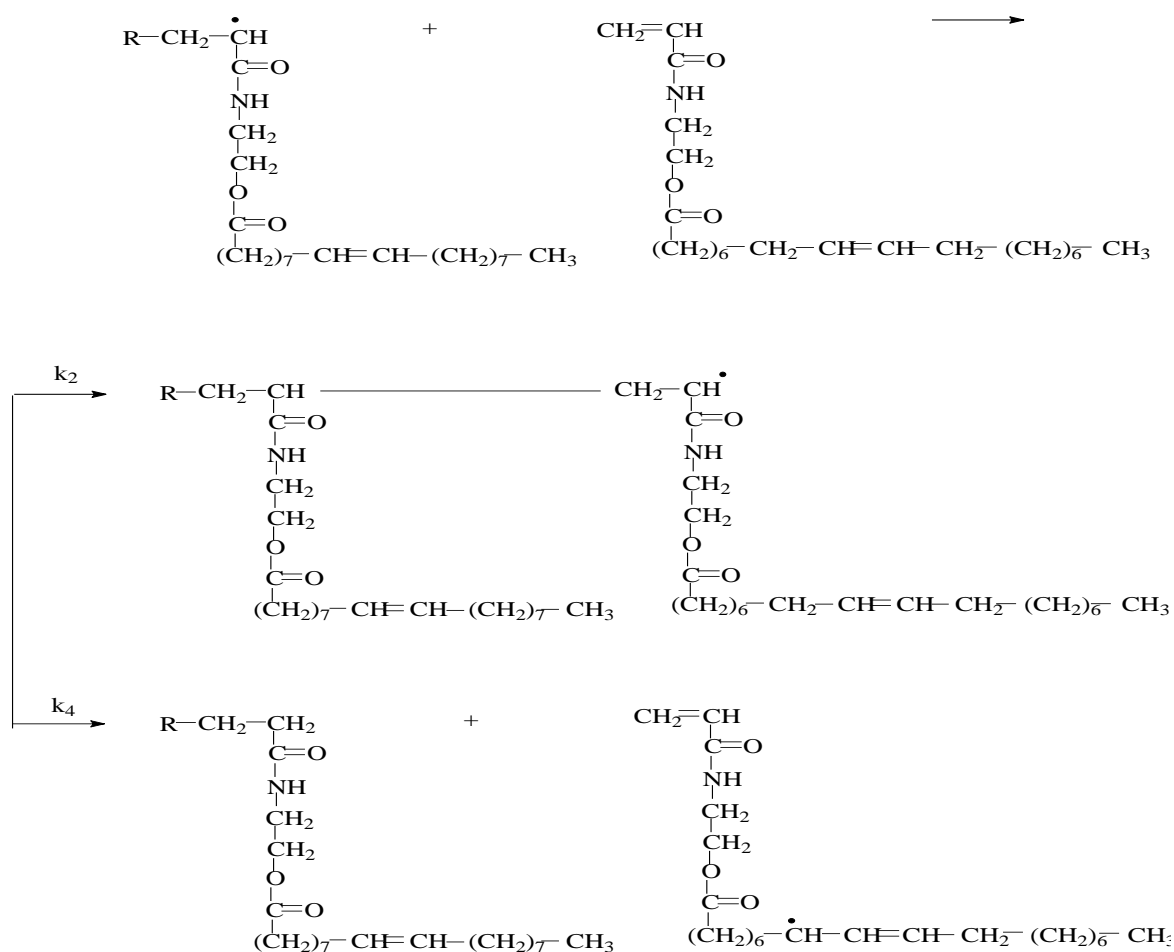 R–CH₂–ĊH + CH₂=CH
C=O C=O
NH NH
CH₂ CH₂
CH₂ CH₂
O O
C=O C=O
(CH₂)₇–CH=CH–(CH₂)₇–CH₃ (CH₂)₆–CH₂–CH=CH–CH₂–(CH₂)₆–CH₃
k₂
R–CH₂–CH–CH₂–CH•
C=O C=O
NH NH
CH₂ CH₂
CH₂ CH₂
O O
C=O C=O
(CH₂)₇–CH=CH–(CH₂)₇–CH₃ (CH₂)₆–CH₂–CH=CH–CH₂–(CH₂)₆–CH₃
k₄
R–CH₂–CH₂ + CH₂=CH
C=O C=O
NH NH
CH₂ CH₂
CH₂ CH₂
O O
C=O C=O
(CH₂)₇–CH=CH–(CH₂)₇–CH₃ (CH₂)₆–ĊH–CH=CH–CH₂–(CH₂)₆–CH₃